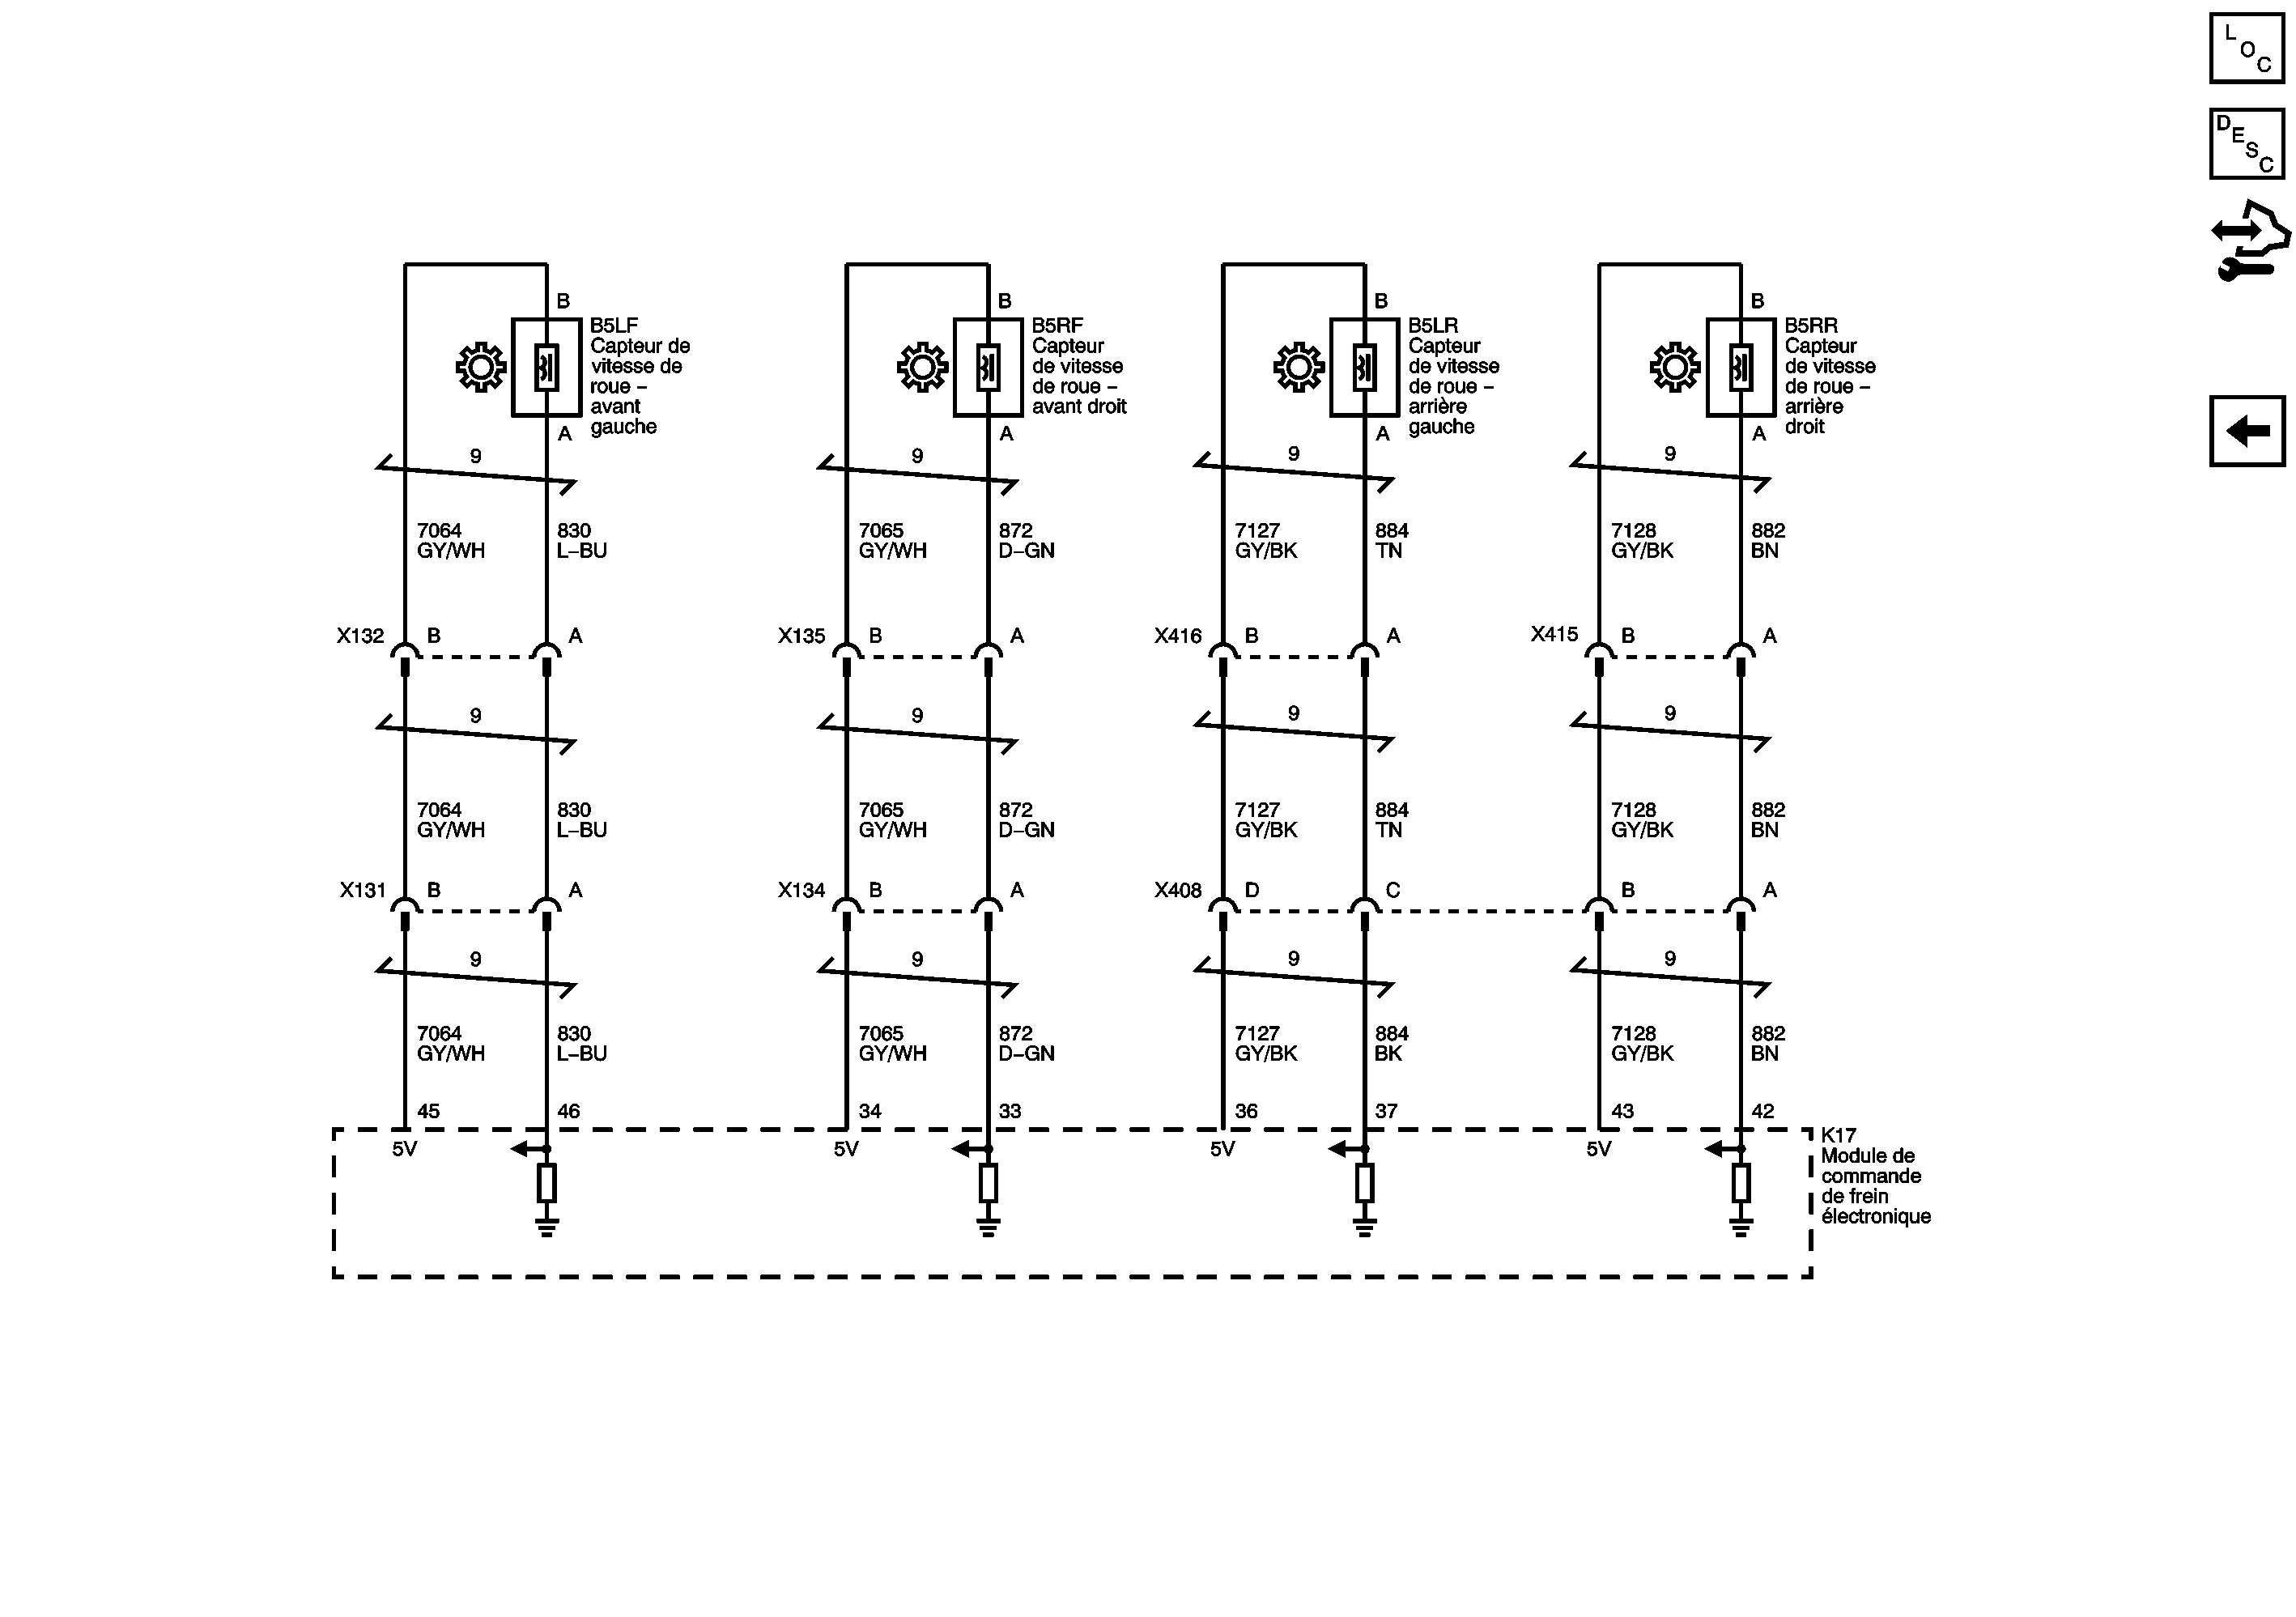 L
O
C
D
E
S
C
B
B5LF
Capteur de
vitesse de
roue –
avant
gauche
A
B
B5RF
Capteur
de vitesse
de roue –
avant droit
A
B
B5LR
Capteur
de vitesse
de roue –
arrière
gauche
A
B
B5RR
Capteur
de vitesse
de roue –
arrière
droit
A
9
9
9
9
7064
GY/WH
830
L–BU
7065
GY/WH
872
D–GN
7127
GY/BK
884
TN
7128
GY/BK
882
BN
X132 B A
X135 B A
X416 B A
X415 B A
9
9
9
9
7064
GY/WH
830
L–BU
7065
GY/WH
872
D–GN
7127
GY/BK
884
TN
7128
GY/BK
882
BN
X131 B A
X134 B A
X408 D C B A
9
9
9
9
7064
GY/WH
830
L–BU
7065
GY/WH
872
D–GN
7127
GY/BK
884
BK
7128
GY/BK
882
BN
45 46 34 33 36 37 43 42
5V 5V 5V 5V
K17
Module de
commande
de frein
électronique